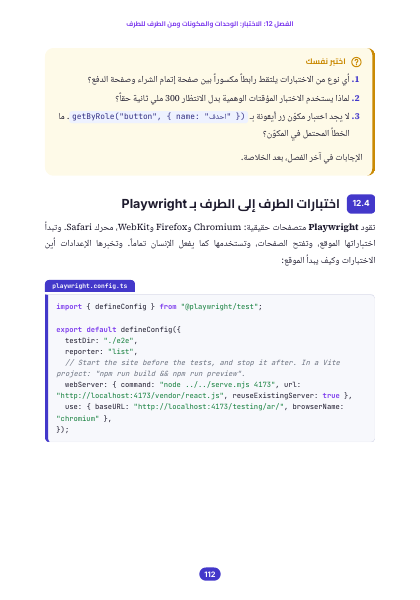 الفصل 12: الاختبار: الوحدات والمكونات ومن الطرف للطرف
اختبر نفسك
1. أي نوع من الاختبارات يلتقط رابطاً مكسوراً بين صفحة إتمام الشراء وصفحة الدفع؟
2. لماذا يستخدم الاختبار المؤقتات الوهمية بدل الانتظار 300 ملي ثانية حقاً؟
3. لا يجد اختبار مكوّن زر أيقونة بـ getByRole("button", { name: "احذف" }). ما
الخطأ المحتمل في المكوّن؟
الإجابات في آخر الفصل، بعد الخلاصة.
12.4 اختبارات الطرف إلى الطرف بـ Playwright
تقود Playwright متصفحات حقيقية: Chromium وFirefox وWebKit، محرك Safari. وتبدأ
اختباراتها الموقع، وتفتح الصفحات، وتستخدمها كما يفعل الإنسان تماماً. وتخبرها الإعدادات أين
الاختبارات وكيف يبدأ الموقع:
playwright.config.ts
import { defineConfig } from "@playwright/test";
export default defineConfig({
testDir: "./e2e",
reporter: "list",
// Start the site before the tests, and stop it after. In a Vite
project: "npm run build && npm run preview".
webServer: { command: "node ../../serve.mjs 4173", url:
"http://localhost:4173/vendor/react.js", reuseExistingServer: true },
use: { baseURL: "http://localhost:4173/testing/ar/", browserName:
"chromium" },
});
112